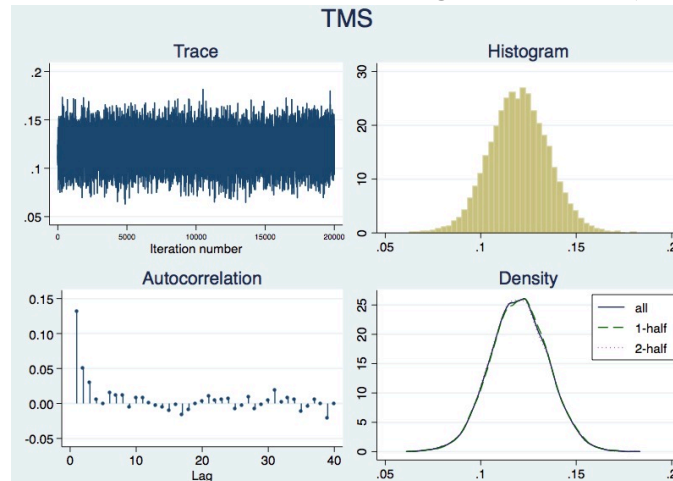 TMS
Trace
.2
.15
.1
.05
0 5000 10000 15000 20000
Iteration number
Histogram
30
20
10
0
.05 .1 .15 .2
Autocorrelation
0.15
0.10
0.05
0.00
-0.05
0 10 20 30 40
Lag
Density
25
20
15
10
5
0
.05 .1 .15 .2
all
1-half
2-half